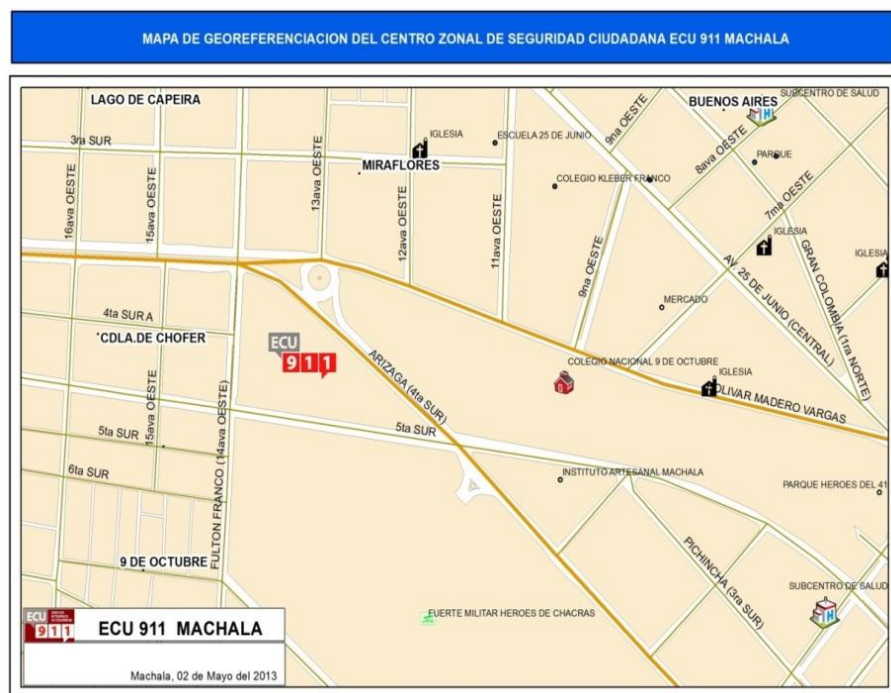 MAPA DE GEOREFERENCIACION DEL CENTRO ZONAL DE SEGURIDAD CIUDADANA ECU 911 MACHALA
LAGO DE CAPEIRA
BUENOS AIRES
SUBCENTRO DE SALUD
3ra SUR
IGLESIA
ESCUELA 25 DE JUNIO
MIRAFLORES
9na OESTE
8ava OESTE
PARQUE
COLEGIO KLEBER FRANCO
7ma OESTE
16ava OESTE
15ava OESTE
13ava OESTE
12ava OESTE
11ava OESTE
9na OESTE
IGLESIA
IGLESIA
GRAN COLOMBIA (1ra NORTE)
AV. 25 DE JUNIO (CENTRAL)
MERCADO
4ta SUR A
CDLA.DE CHOFER
ECU
911
ARIZAGA (4ta SUR)
COLEGIO NACIONAL 9 DE OCTUBRE
IGLESIA
OLIVAR MADERO VARGAS
15ava OESTE
FULTON FRANCO (14ava OESTE)
5ta SUR
5ta SUR
6ta SUR
INSTITUTO ARTESANAL MACHALA
PARQUE HEROES DEL 41
PICHINCHA (3ra SUR)
9 DE OCTUBRE
SUBCENTRO DE SALUD
FUERTE MILITAR HEROES DE CHACRAS
ECU
911
ECU 911 MACHALA
Machala, 02 de Mayo del 2013